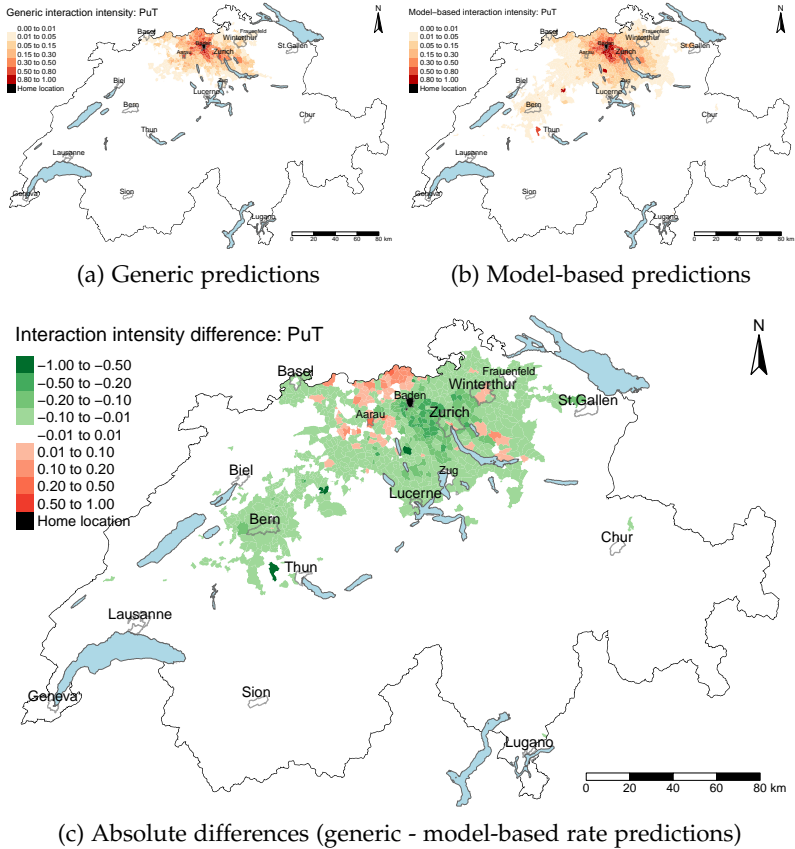 Generic interaction intensity: PuT
0.00 to 0.01
0.01 to 0.05
0.05 to 0.15
0.15 to 0.30
0.30 to 0.50
0.50 to 0.80
0.80 to 1.00
Home location
Basel
Frauenfeld
Winterthur
Aarau
Zurich
St.Gallen
Biel
Zug
Lucerne
Bern
Chur
Thun
Lausanne
Geneva
Sion
Lugano
N
0 20 40 60 80 km
(a) Generic predictions
Model−based interaction intensity: PuT
0.00 to 0.01
0.01 to 0.05
0.05 to 0.15
0.15 to 0.30
0.30 to 0.50
0.50 to 0.80
0.80 to 1.00
Home location
Basel
Frauenfeld
Winterthur
Aarau
Zurich
St.Gallen
Biel
Zug
Lucerne
Bern
Chur
Thun
Lausanne
Geneva
Sion
Lugano
N
0 20 40 60 80 km
(b) Model-based predictions
Interaction intensity difference: PuT
−1.00 to −0.50
−0.50 to −0.20
−0.20 to −0.10
−0.10 to −0.01
−0.01 to 0.01
0.01 to 0.10
0.10 to 0.20
0.20 to 0.50
0.50 to 1.00
Home location
N
Basel
Frauenfeld
Winterthur
Baden
St.Gallen
Aarau
Zurich
Biel
Zug
Lucerne
Bern
Chur
Thun
Lausanne
Geneva
Sion
Lugano
0 20 40 60 80 km
(c) Absolute differences (generic - model-based rate predictions)